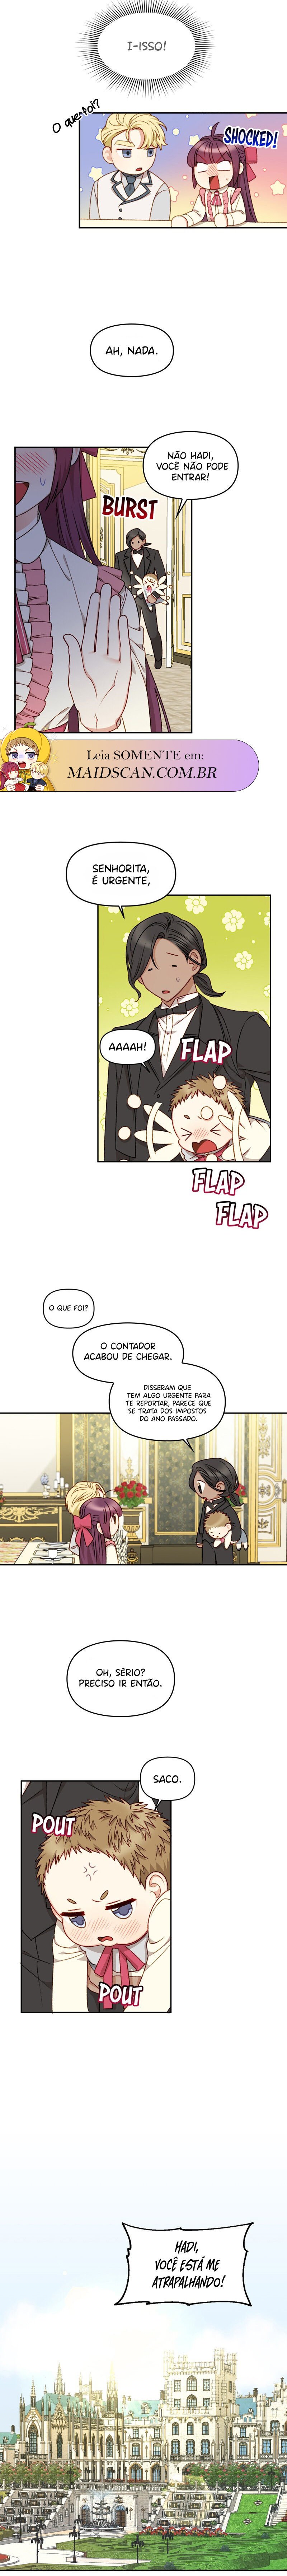 I-ISSO!
O que foi?
SHOCKED!
AH, NADA.
NÃO HADI,
VOCÊ NÃO PODE
ENTRAR!
BURST
Leia SOMENTE em:
MAIDSCAN.COM.BR
SENHORITA,
É URGENTE,
AAAAH!
FLAP
FLAP
FLAP
O QUE FOI?
O CONTADOR
ACABOU DE CHEGAR.
DISSERAM QUE
TEM ALGO URGENTE PARA
TE REPORTAR, PARECE QUE
SE TRATA DOS IMPOSTOS
DO ANO PASSADO.
OH, SÉRIO?
PRECISO IR ENTÃO.
SACO.
POUT
POUT
HADI,
VOCÊ ESTÁ ME
ATRAPALHANDO!